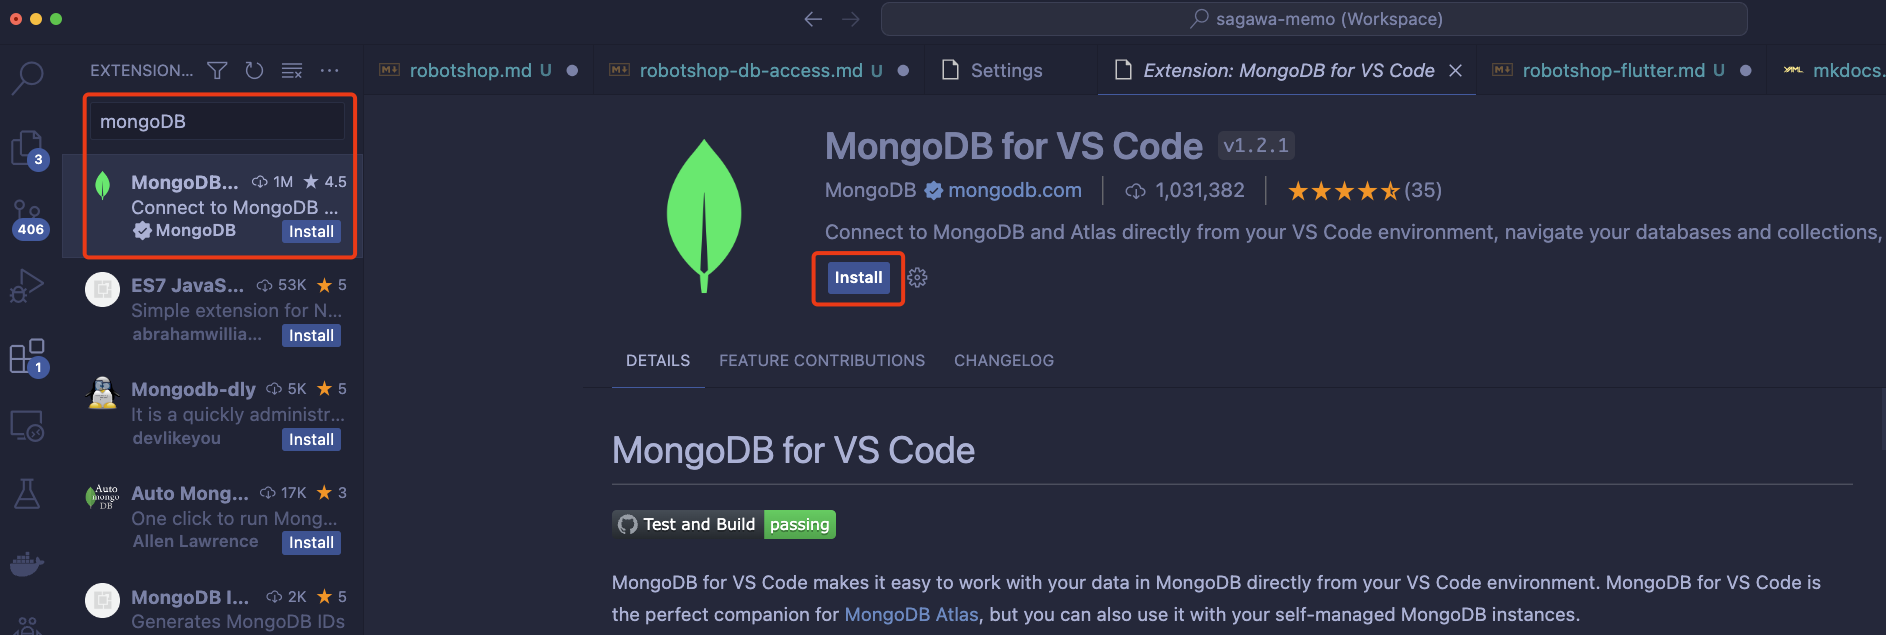 sagawa-memo (Workspace)
EXTENSION...
robotshop.md U
robotshop-db-access.md U
Settings
Extension: MongoDB for VS Code
robotshop-flutter.md U
YAML mkdocs.
mongoDB
MongoDB... 1M 4.5
Connect to MongoDB ...
MongoDB Install
ES7 JavaS... 53K 5
Simple extension for N...
abrahamwillia... Install
Mongodb-dly 5K 5
It is a quickly administr...
devlikeyou Install
Auto mongo DB
Auto Mong... 17K 3
One click to run Mong...
Allen Lawrence Install
MongoDB I... 2K 5
Generates MongoDB IDs
3
406
1
MongoDB for VS Code v1.2.1
MongoDB mongodb.com 1,031,382 (35)
Connect to MongoDB and Atlas directly from your VS Code environment, navigate your databases and collections,
Install
DETAILS FEATURE CONTRIBUTIONS CHANGELOG
MongoDB for VS Code
Test and Build passing
MongoDB for VS Code makes it easy to work with your data in MongoDB directly from your VS Code environment. MongoDB for VS Code is
the perfect companion for MongoDB Atlas, but you can also use it with your self-managed MongoDB instances.